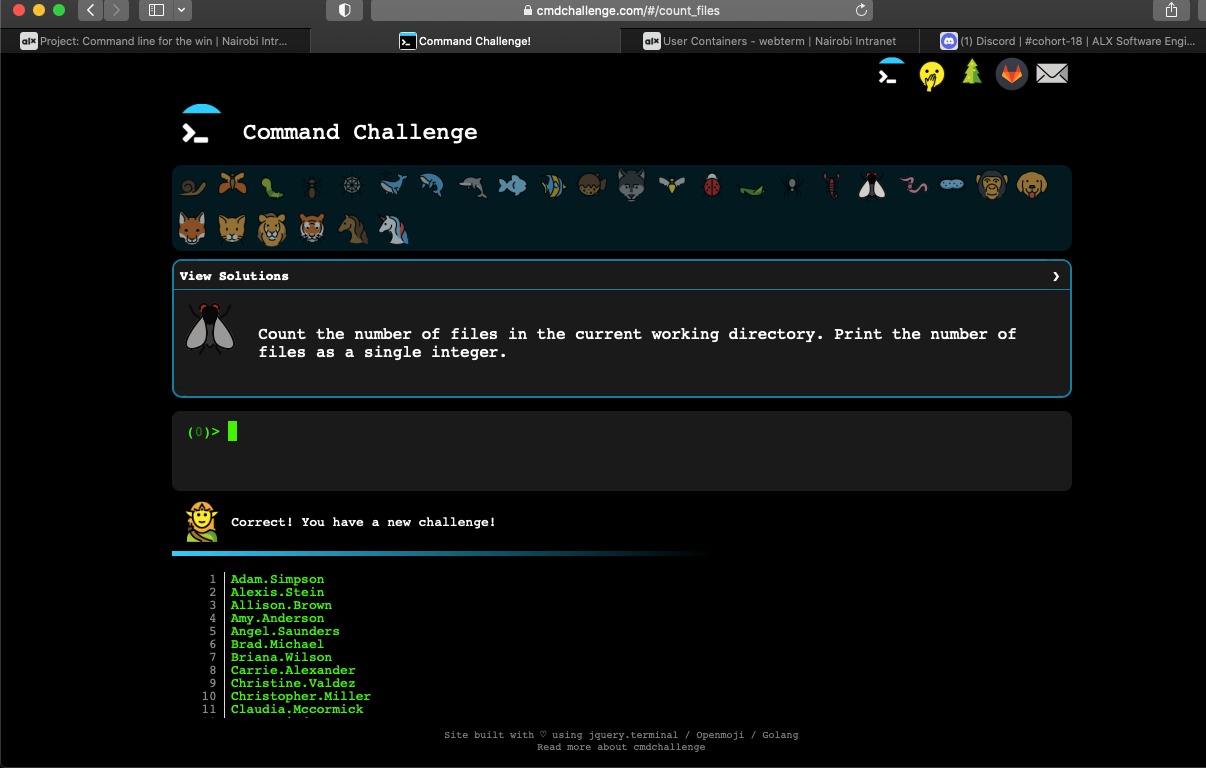 cmdchallenge.com/#/count_files
alx Project: Command line for the win | Nairobi Intr...
Command Challenge!
alx User Containers - webterm | Nairobi Intranet
(1) Discord | #cohort-18 | ALX Software Engi...
Command Challenge
View Solutions
Count the number of files in the current working directory. Print the number of
files as a single integer.
(0)>
Correct! You have a new challenge!
1 Adam.Simpson
2 Alexis.Stein
3 Allison.Brown
4 Amy.Anderson
5 Angel.Saunders
6 Brad.Michael
7 Briana.Wilson
8 Carrie.Alexander
9 Christine.Valdez
10 Christopher.Miller
11 Claudia.Mccormick
Site built with ♡ using jquery.terminal / Openmoji / Golang
Read more about cmdchallenge